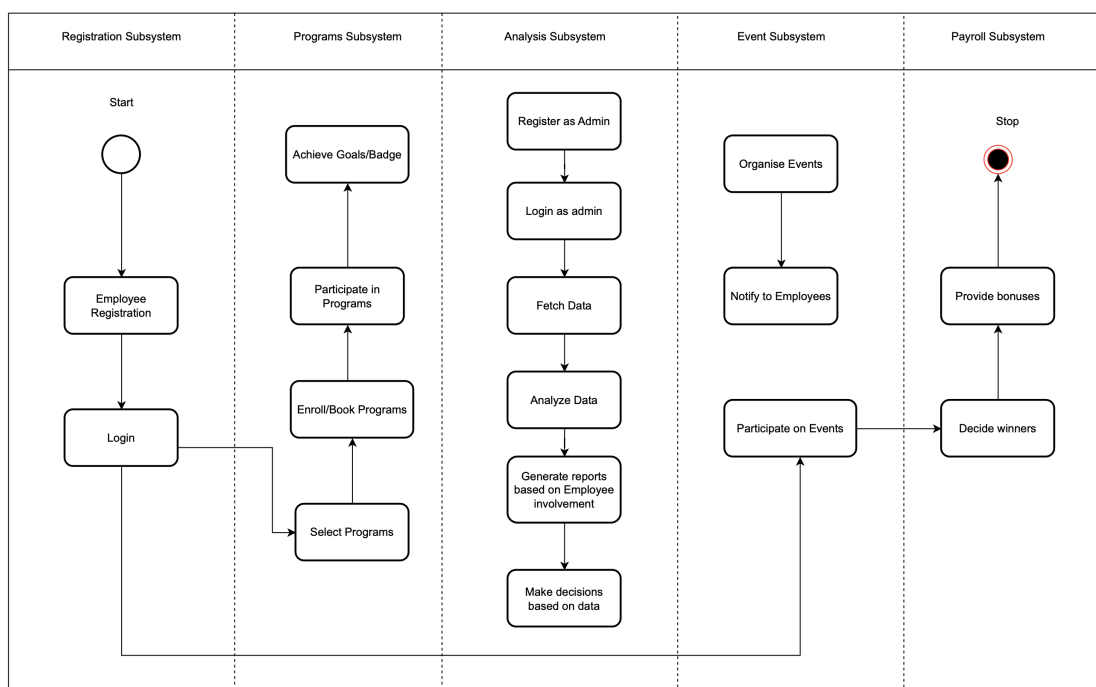 Registration Subsystem
Programs Subsystem
Analysis Subsystem
Event Subsystem
Payroll Subsystem
Start
Employee
Registration
Login
Achieve Goals/Badge
Participate in
Programs
Enroll/Book Programs
Select Programs
Register as Admin
Login as admin
Fetch Data
Analyze Data
Generate reports
based on Employee
involvement
Make decisions
based on data
Organise Events
Notify to Employees
Participate on Events
Stop
Provide bonuses
Decide winners